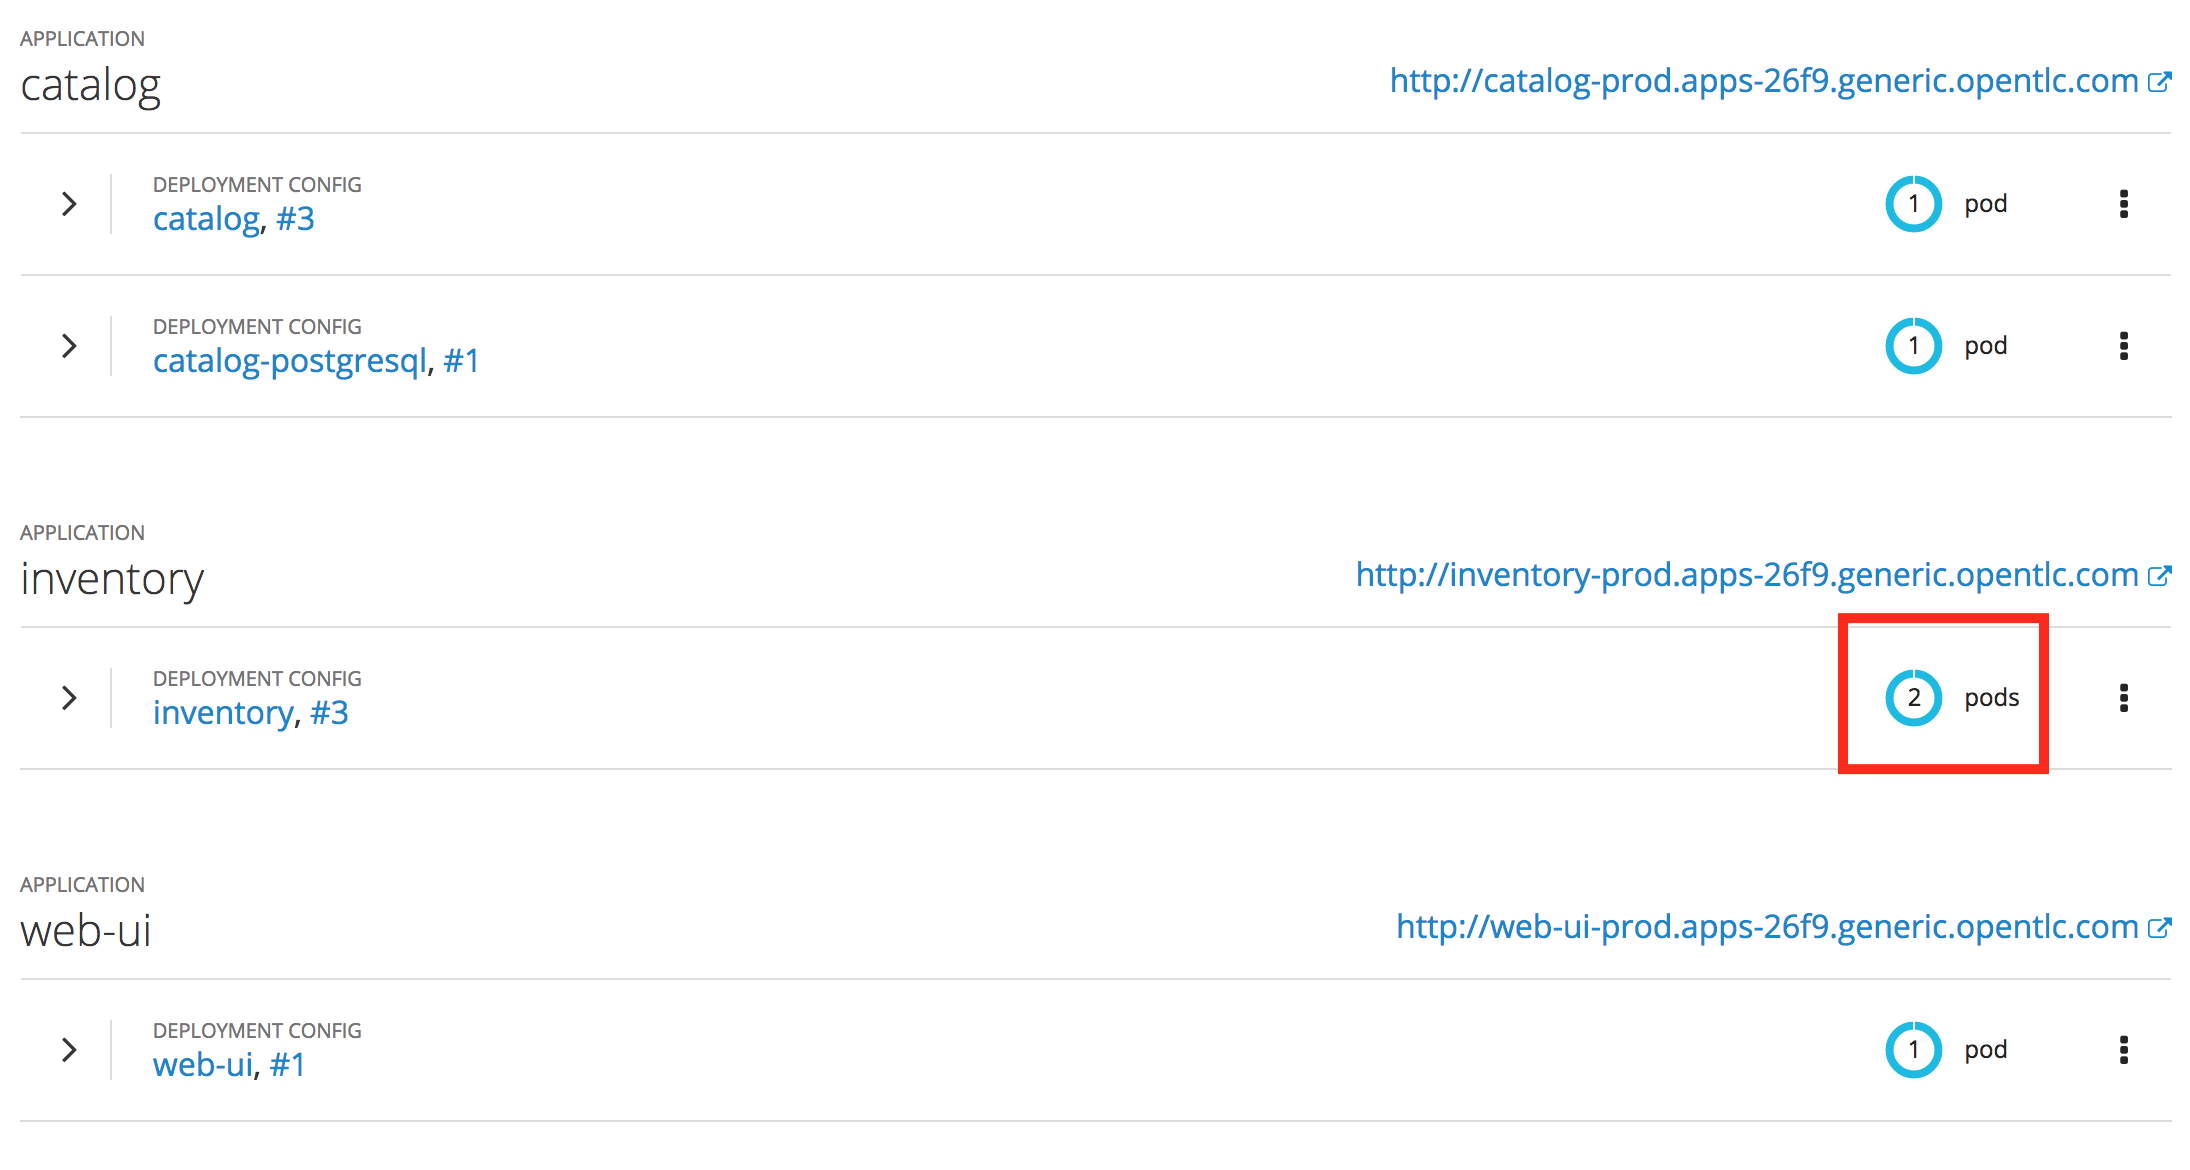 APPLICATION
catalog
http://catalog-prod.apps-26f9.generic.opentlc.com
DEPLOYMENT CONFIG
catalog, #3
1 pod
DEPLOYMENT CONFIG
catalog-postgresql, #1
1 pod
APPLICATION
inventory
http://inventory-prod.apps-26f9.generic.opentlc.com
DEPLOYMENT CONFIG
inventory, #3
2 pods
APPLICATION
web-ui
http://web-ui-prod.apps-26f9.generic.opentlc.com
DEPLOYMENT CONFIG
web-ui, #1
1 pod